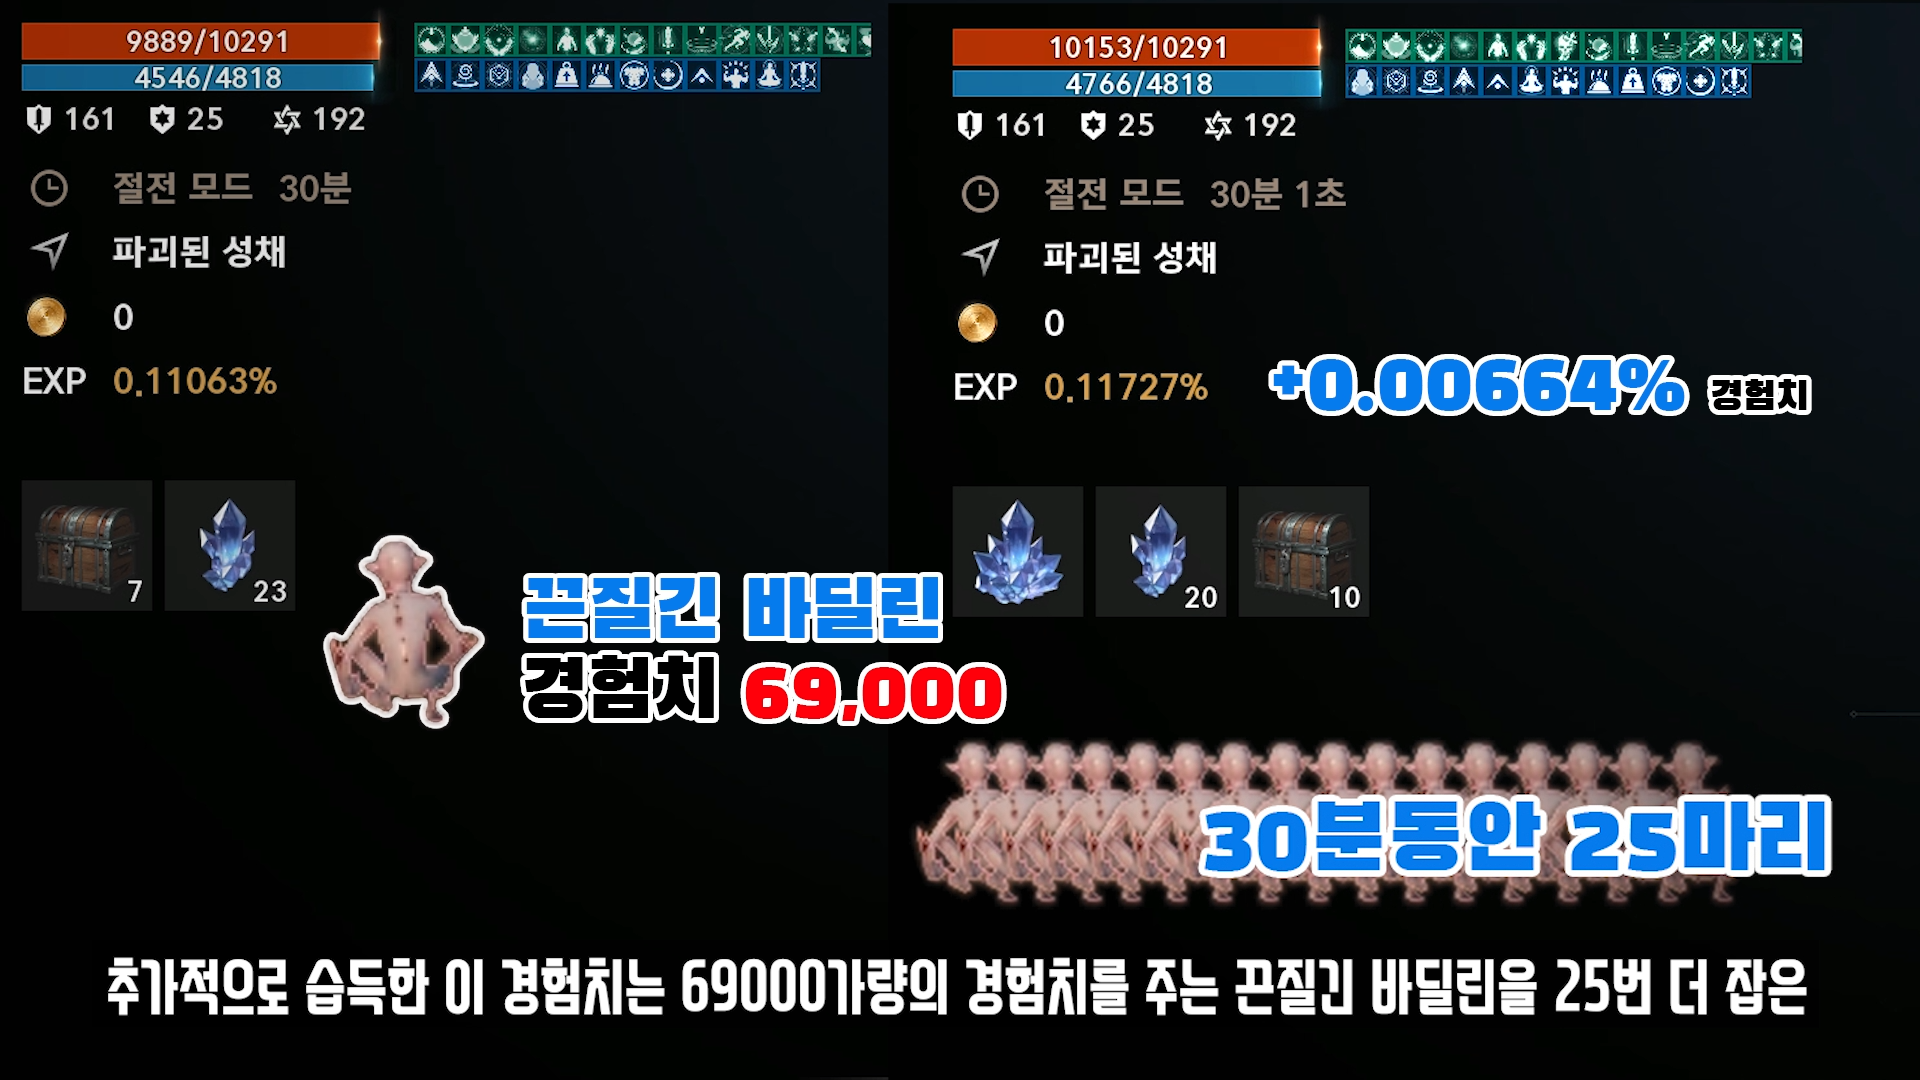 9889/10291
4546/4818
161 25 192
절전 모드 30분
파괴된 성채
0
EXP 0.11063%
7
23
10153/10291
4766/4818
161 25 192
절전 모드 30분 1초
파괴된 성채
0
EXP 0.11727%
+0.00664% 경험치
20
10
끈질긴 바딜린
경험치 69,000
30분동안 25마리
추가적으로 습득한 이 경험치는 69000가량의 경험치를 주는 끈질긴 바딜린을 25번 더 잡은